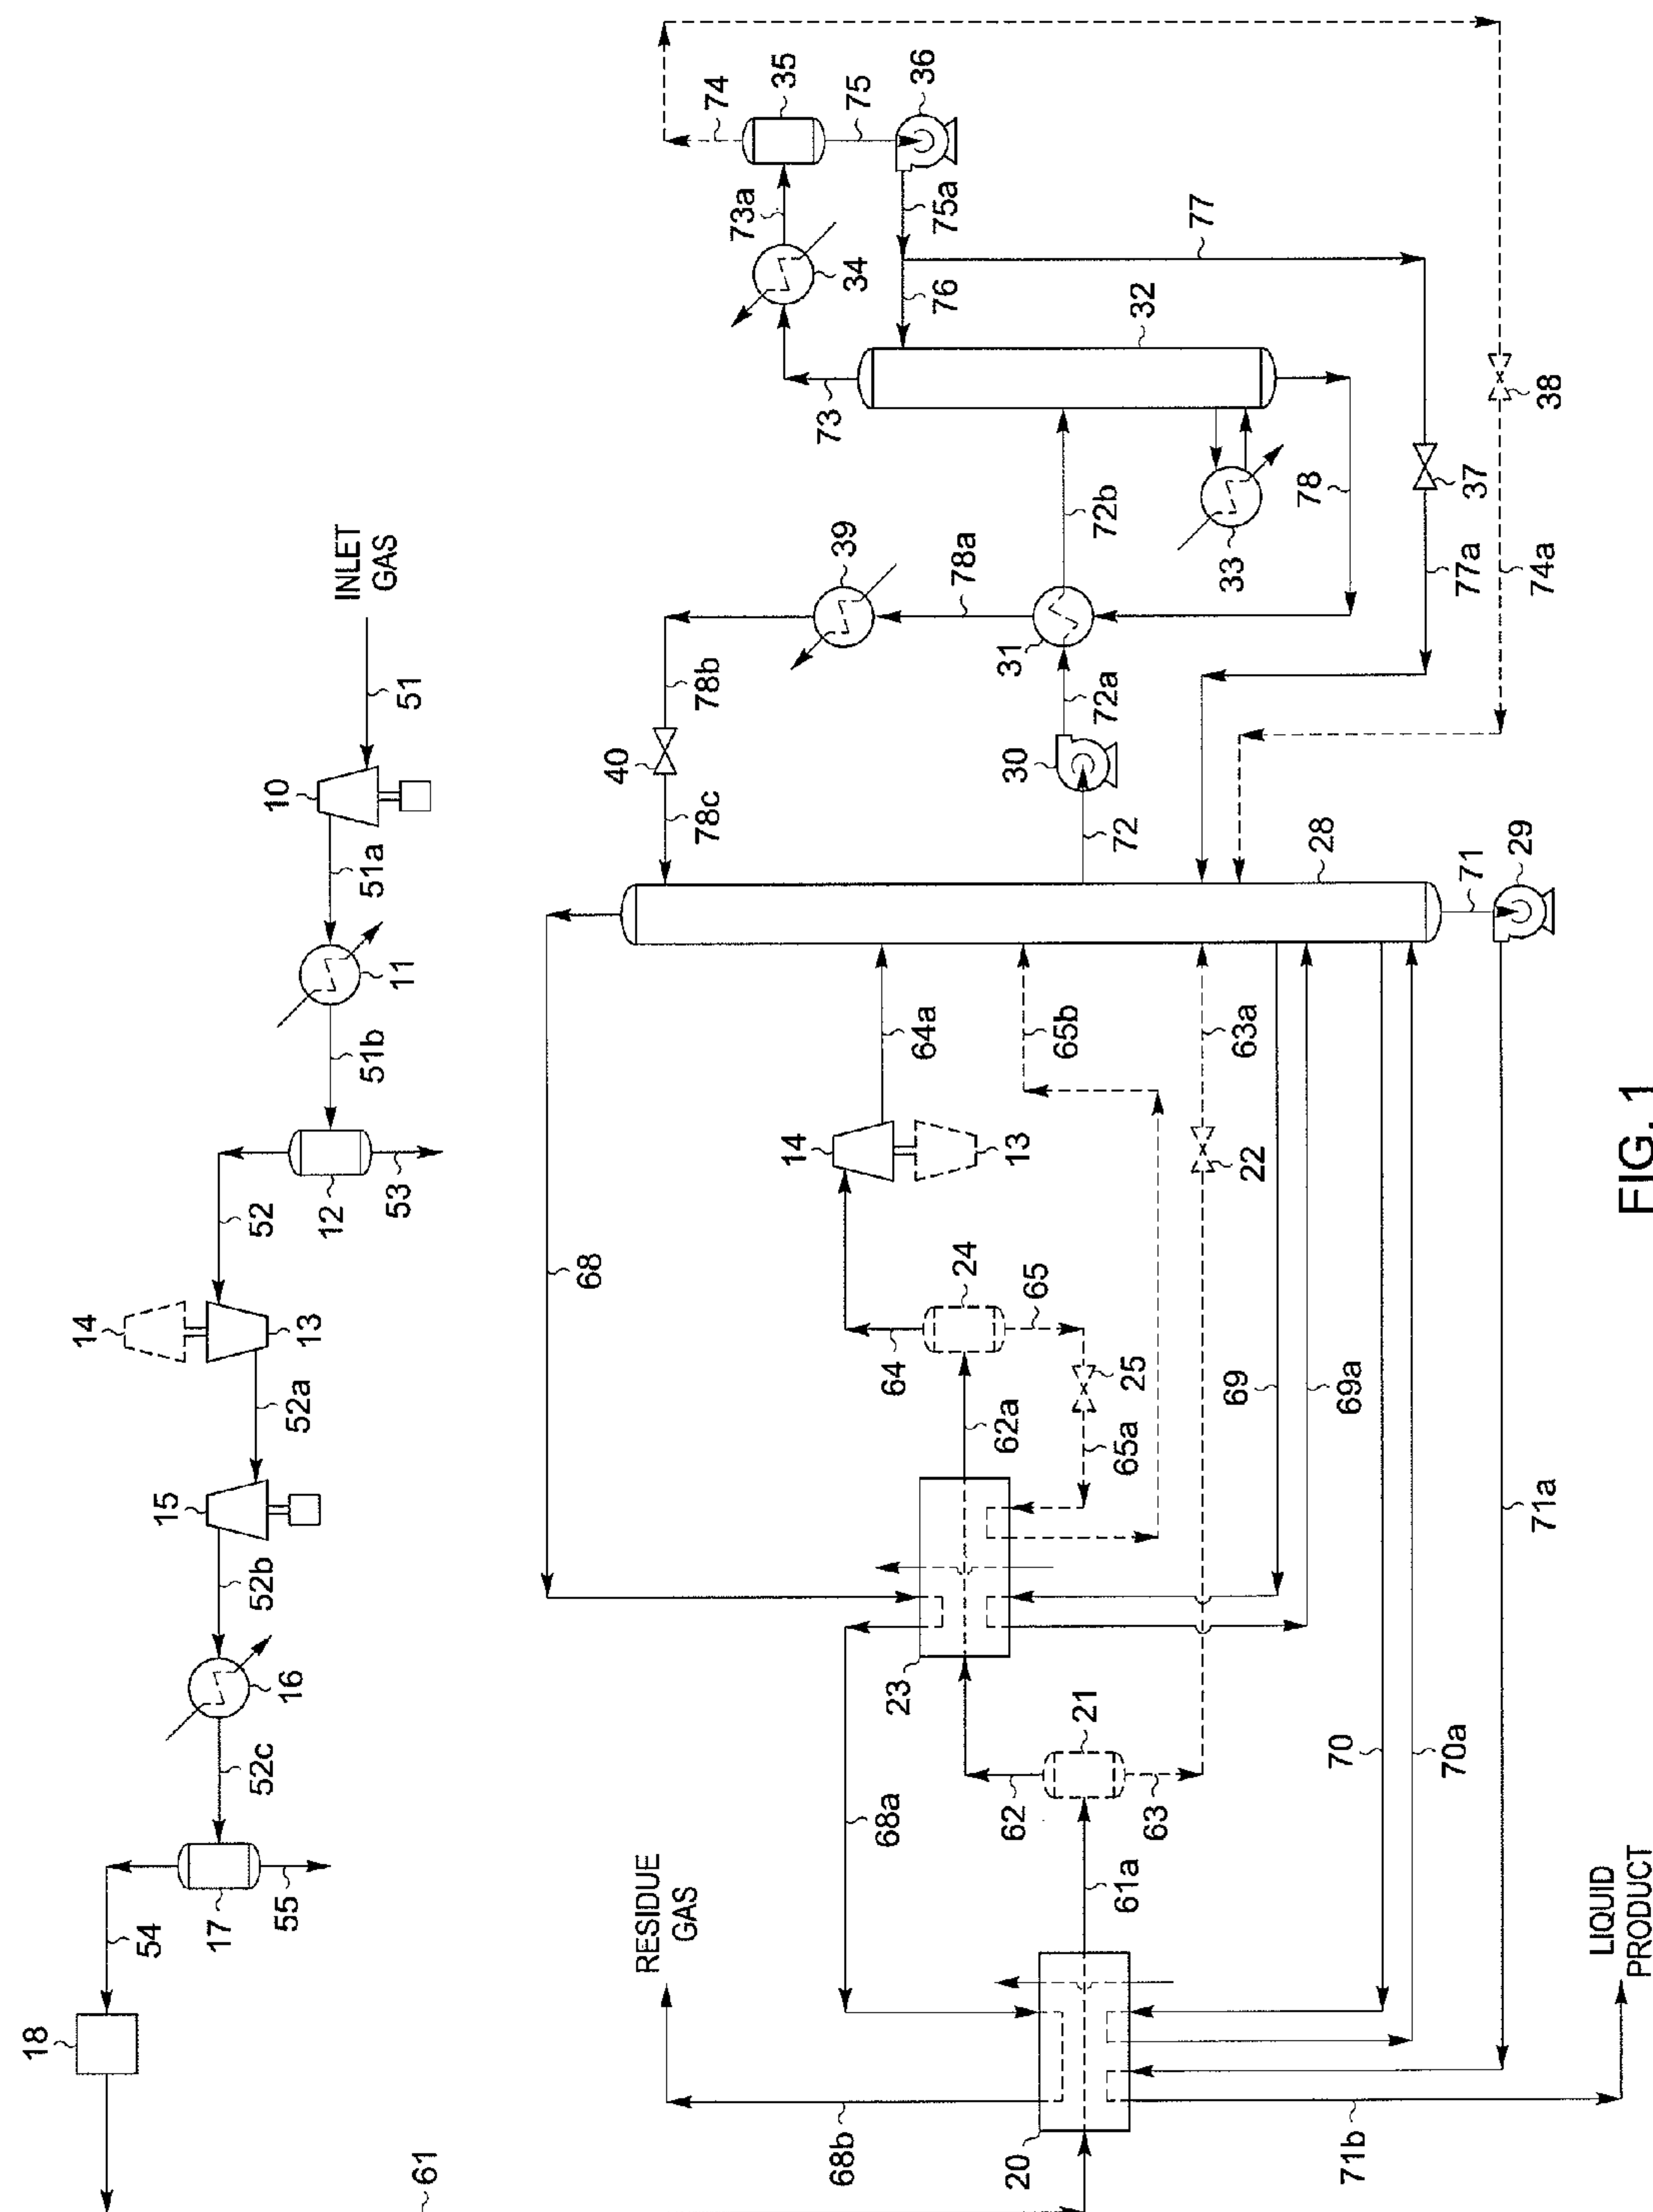 INLET
GAS
51
10
51a
11
51b
12
53
52
14
13
52a
15
52b
16
52c
17
55
54
18
61
74
35
75
36
73a
34
75a
77
76
32
73
38
37
78
33
72b
39
78a
31
77a
74a
78b
72a
40
30
78c
72
28
71
29
64a
65b
63a
14
13
22
68
24
65
64
25
62a
65a
69
69a
71a
23
21
62
63
70
70a
68a
61a
RESIDUE
GAS
LIQUID
PRODUCT
68b
20
71b
FIG. 1